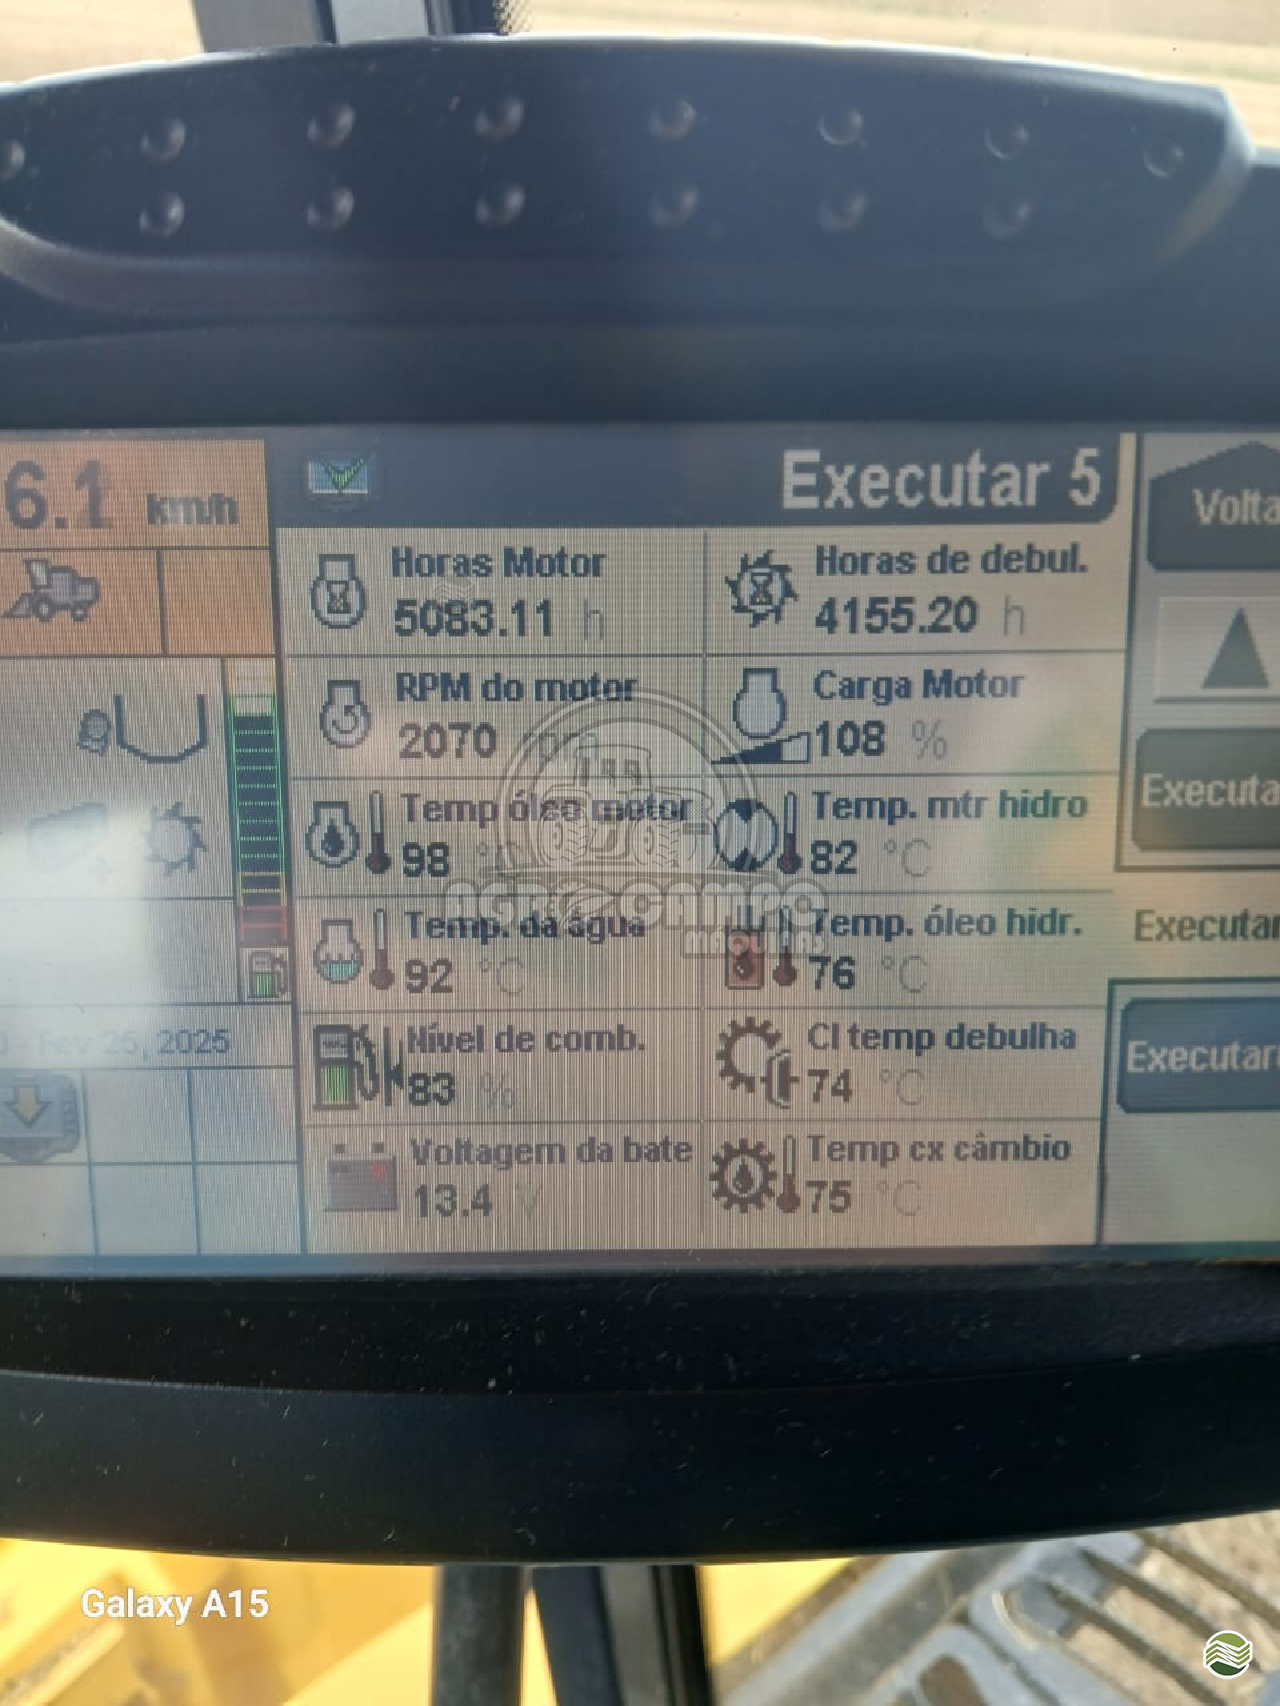 6.1 km/h
Executar 5
Horas Motor
5083.11 h
Horas de debul.
4155.20 h
RPM do motor
2070
Carga Motor
108 %
Temp óleo motor
98 °C
Temp. mtr hidro
82 °C
Temp. da água
92 °C
Temp. óleo hidr.
76 °C
Nível de comb.
83 %
Cl temp debulha
74 °C
Voltagem da bate
13.4 V
Temp cx câmbio
75 °C
Fev 25, 2025
Volta
Executa
Executar
Executar
AGROCAMPO
MÁQUINAS
Galaxy A15